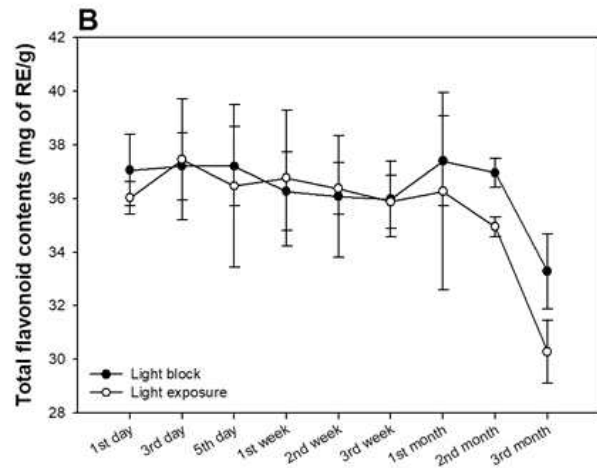 B
Total flavonoid contents (mg of RE/g)
42
40
38
36
34
32
30
28
Light block
Light exposure
1st day
3rd day
5th day
1st week
2nd week
3rd week
1st month
2nd month
3rd month